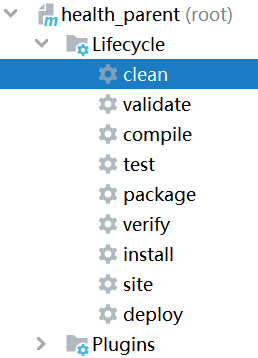 health_parent (root)
Lifecycle
clean
validate
compile
test
package
verify
install
site
deploy
Plugins